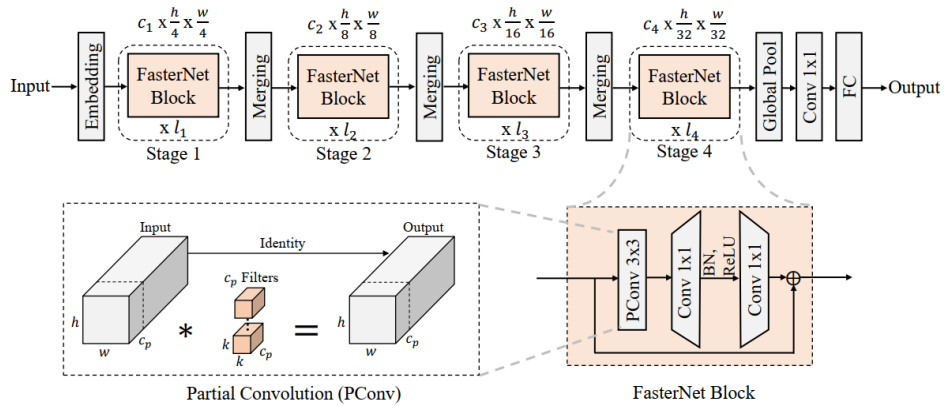 c₁ x h/4 x w/4
c₂ x h/8 x w/8
c₃ x h/16 x w/16
c₄ x h/32 x w/32
Input
Embedding
FasterNet
Block
x l₁
Stage 1
Merging
FasterNet
Block
x l₂
Stage 2
Merging
FasterNet
Block
x l₃
Stage 3
Merging
FasterNet
Block
x l₄
Stage 4
Global Pool
Conv 1x1
FC
Output
Input
Identity
Output
h
w
cₚ
*
cₚ Filters
k
k
cₚ
=
h
w
cₚ
Partial Convolution (PConv)
PConv 3x3
Conv 1x1
BN,
ReLU
Conv 1x1
FasterNet Block